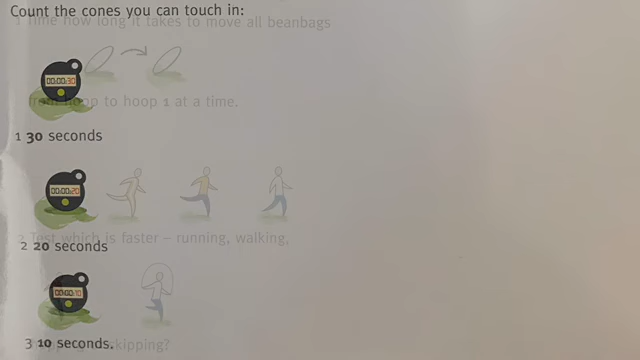 Count the cones you can touch in:
1 Time how long it takes to move all beanbags
00:00:30
from hoop to hoop 1 at a time.
1 30 seconds
00:00:20
2 Test which is faster – running, walking,
2 20 seconds
00:00:10
3 10 seconds.
skipping?